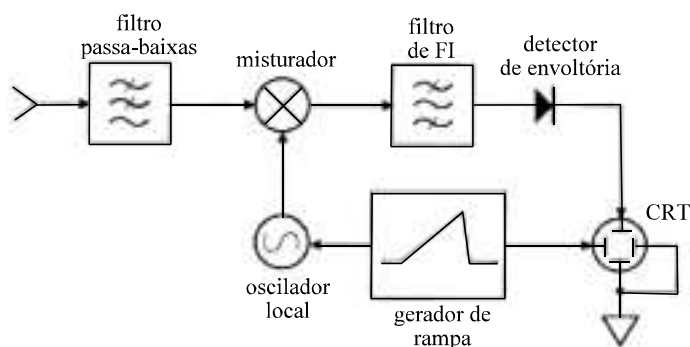 filtro
passa-baixas
misturador
filtro
de FI
detector
de envoltória
CRT
oscilador
local
gerador de
rampa